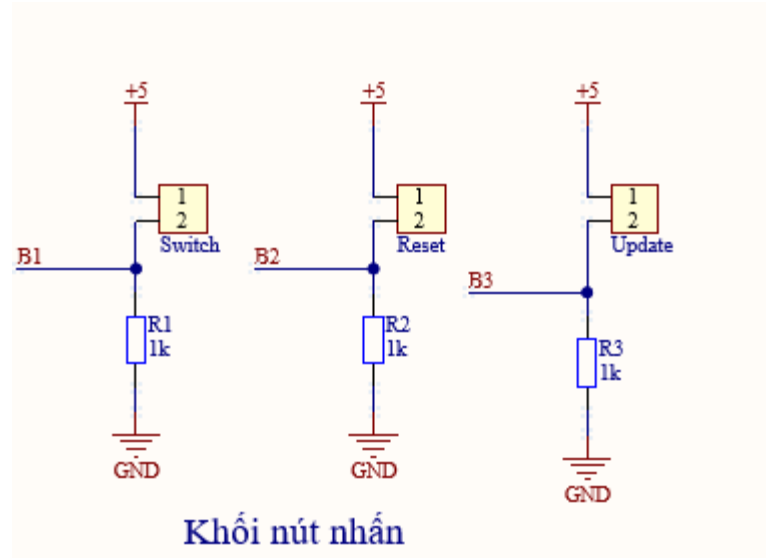 +5 +5 +5
1 1 1
2 2 2
Switch Reset Update
B1 B2 B3
R1 R2 R3
1k 1k 1k
GND GND GND
Khối nút nhấn